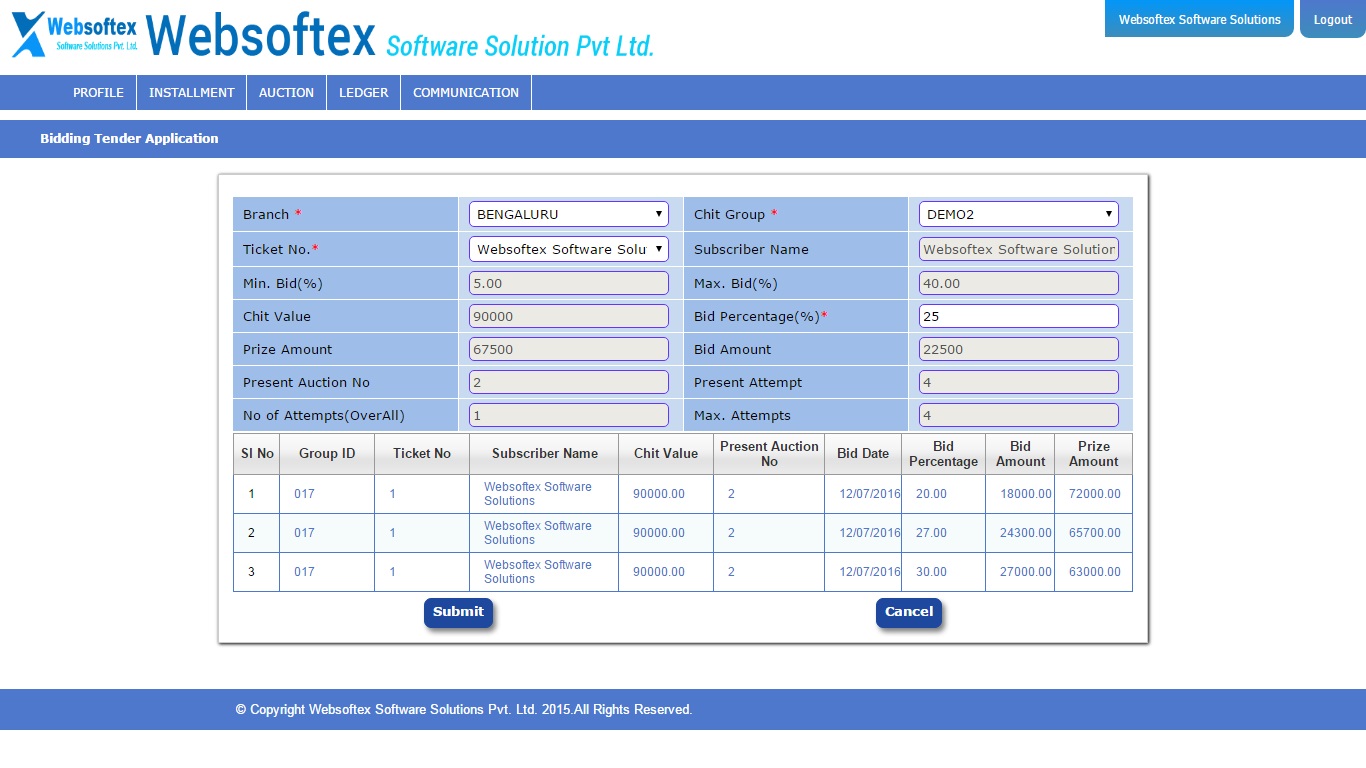 Websoftex
Software Solutions Pvt. Ltd.
Websoftex Software Solution Pvt Ltd.
Websoftex Software Solutions
Logout
PROFILE INSTALLMENT AUCTION LEDGER COMMUNICATION
Bidding Tender Application
Branch * BENGALURU Chit Group * DEMO2
Ticket No.* Websoftex Software Solu Subscriber Name Websoftex Software Solution
Min. Bid(%) 5.00 Max. Bid(%) 40.00
Chit Value 90000 Bid Percentage(%)* 25
Prize Amount 67500 Bid Amount 22500
Present Auction No 2 Present Attempt 4
No of Attempts(OverAll) 1 Max. Attempts 4
Sl No Group ID Ticket No Subscriber Name Chit Value Present Auction No Bid Date Bid Percentage Bid Amount Prize Amount
1 017 1 Websoftex Software Solutions 90000.00 2 12/07/2016 20.00 18000.00 72000.00
2 017 1 Websoftex Software Solutions 90000.00 2 12/07/2016 27.00 24300.00 65700.00
3 017 1 Websoftex Software Solutions 90000.00 2 12/07/2016 30.00 27000.00 63000.00
Submit Cancel
© Copyright Websoftex Software Solutions Pvt. Ltd. 2015.All Rights Reserved.